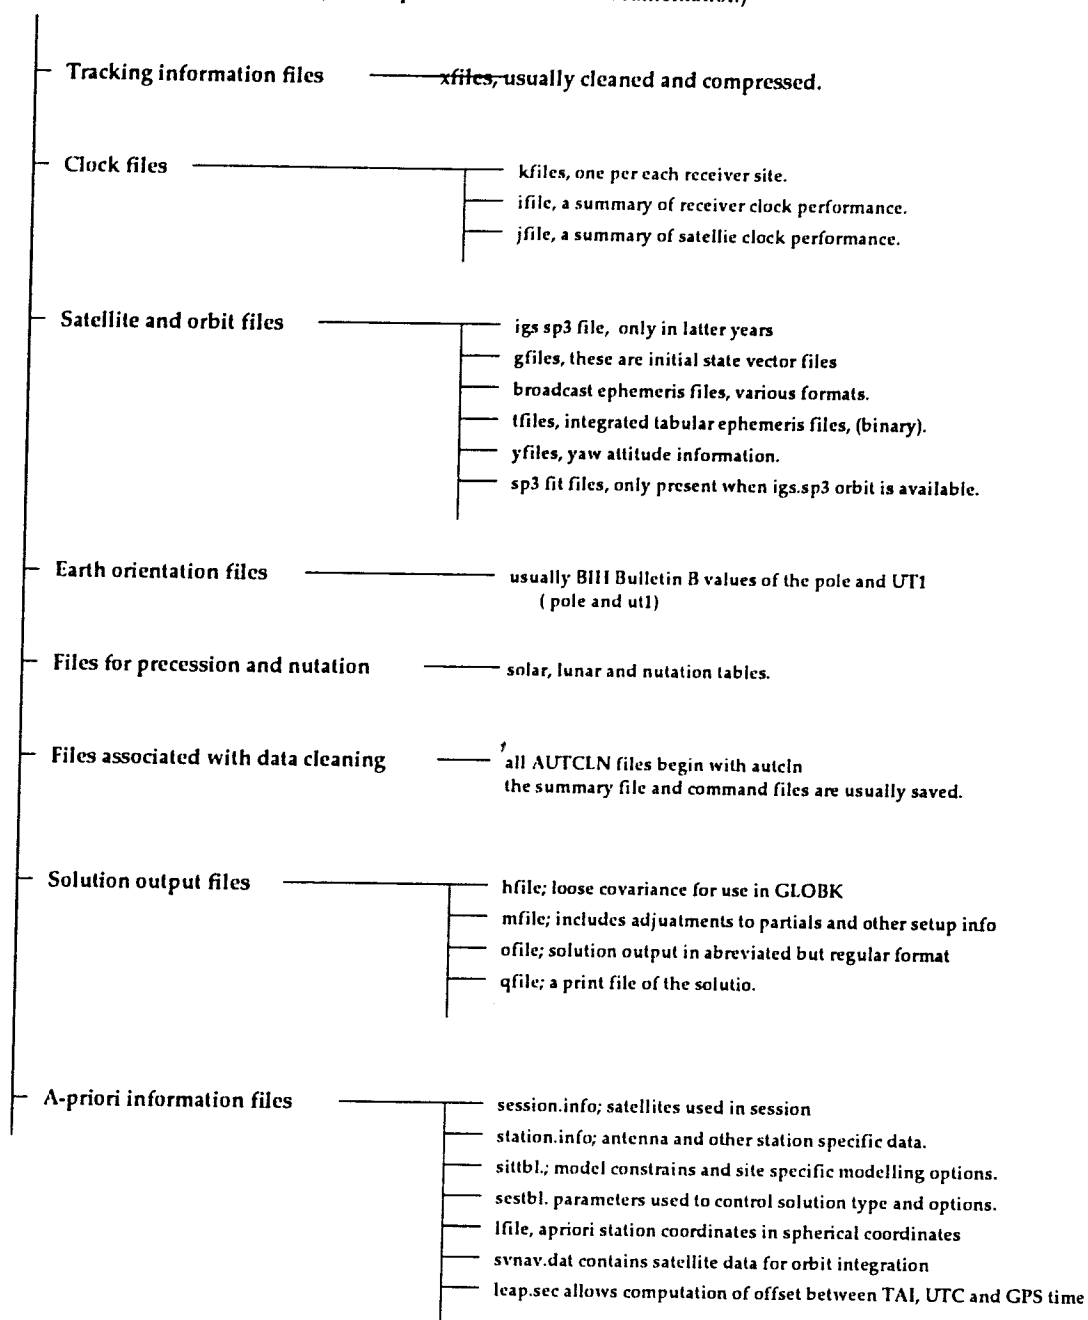 Tracking information files xfiles, usually cleaned and compressed.
Clock files kfiles, one per each receiver site.
ifile, a summary of receiver clock performance.
jfile, a summary of satellie clock performance.
Satellite and orbit files igs sp3 file, only in latter years
gfiles, these are initial state vector files
broadcast ephemeris files, various formats.
tfiles, integrated tabular ephemeris files, (binary).
yfiles, yaw attitude information.
sp3 fit files, only present when igs.sp3 orbit is available.
Earth orientation files usually BIH Bulletin B values of the pole and UT1
( pole and ut1)
Files for precession and nutation solar, lunar and nutation tables.
Files associated with data cleaning all AUTCLN files begin with autcln
the summary file and command files are usually saved.
Solution output files hfile; loose covariance for use in GLOBK
mfile; includes adjuatments to partials and other setup info
ofile; solution output in abreviated but regular format
qfile; a print file of the solutio.
A-priori information files session.info; satellites used in session
station.info; antenna and other station specific data.
sittbl.; model constrains and site specific modelling options.
sestbl. parameters used to control solution type and options.
lfile, apriori station coordinates in spherical coordinates
svnav.dat contains satellite data for orbit integration
leap.sec allows computation of offset between TAI, UTC and GPS time